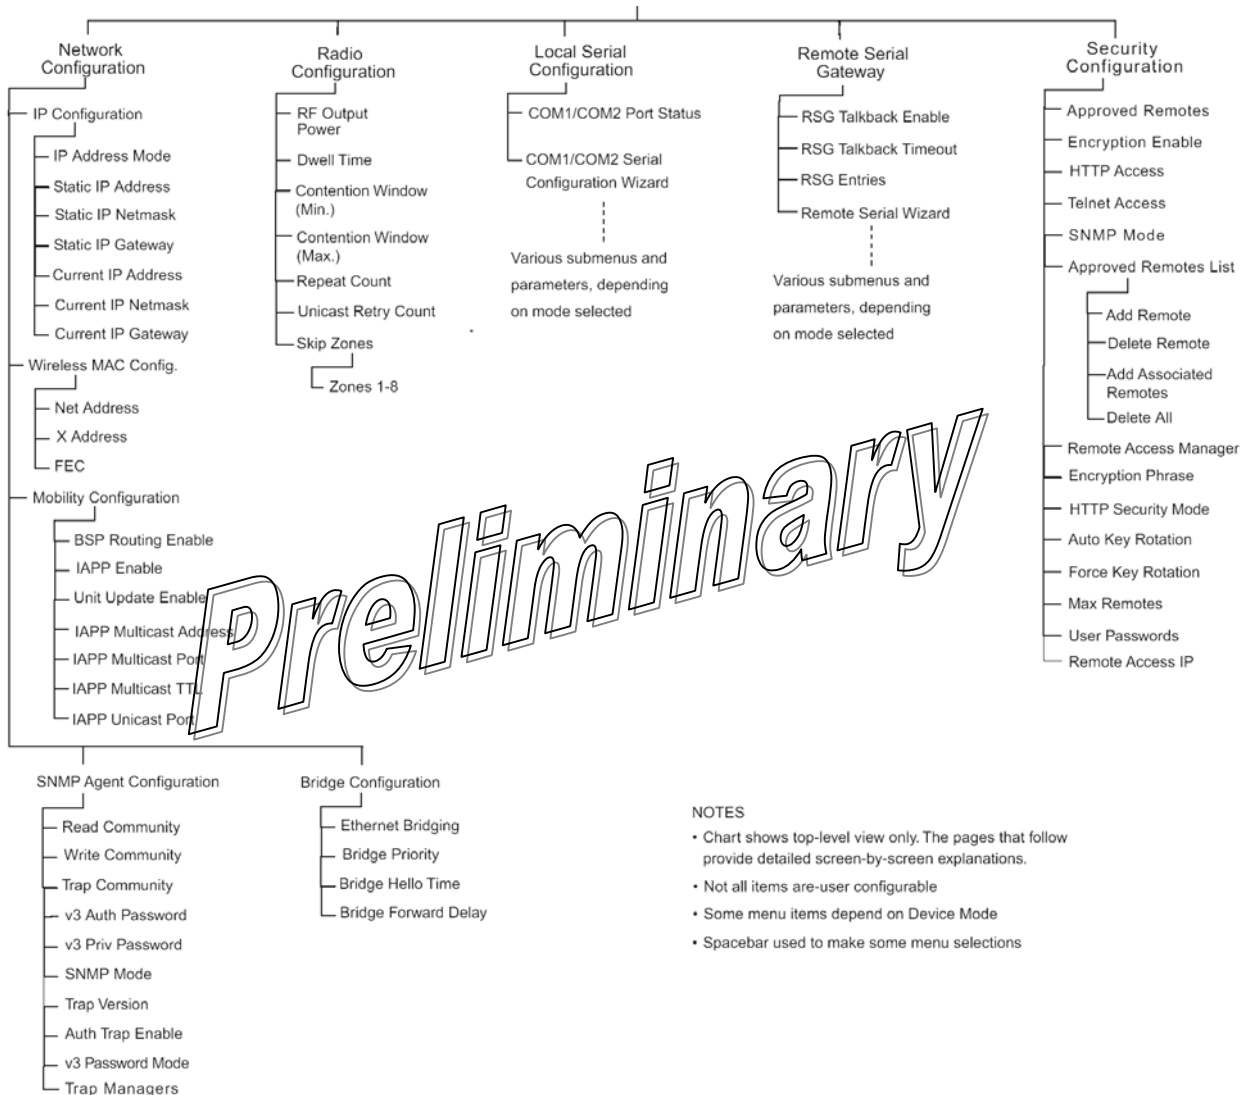 Network
Configuration
IP Configuration
IP Address Mode
Static IP Address
Static IP Netmask
Static IP Gateway
Current IP Address
Current IP Netmask
Current IP Gateway
Wireless MAC Config.
Net Address
X Address
FEC
Mobility Configuration
BSP Routing Enable
IAPP Enable
Unit Update Enable
IAPP Multicast Address
IAPP Multicast Port
IAPP Multicast TTL
IAPP Unicast Port
SNMP Agent Configuration
Read Community
Write Community
Trap Community
v3 Auth Password
v3 Priv Password
SNMP Mode
Trap Version
Auth Trap Enable
v3 Password Mode
Trap Managers
Bridge Configuration
Ethernet Bridging
Bridge Priority
Bridge Hello Time
Bridge Forward Delay
Radio
Configuration
RF Output
Power
Dwell Time
Contention Window
(Min.)
Contention Window
(Max.)
Repeat Count
Unicast Retry Count
Skip Zones
Zones 1-8
Local Serial
Configuration
COM1/COM2 Port Status
COM1/COM2 Serial
Configuration Wizard
Various submenus and
parameters, depending
on mode selected
Remote Serial
Gateway
RSG Talkback Enable
RSG Talkback Timeout
RSG Entries
Remote Serial Wizard
Various submenus and
parameters, depending
on mode selected
Security
Configuration
Approved Remotes
Encryption Enable
HTTP Access
Telnet Access
SNMP Mode
Approved Remotes List
Add Remote
Delete Remote
Add Associated
Remotes
Delete All
Remote Access Manager
Encryption Phrase
HTTP Security Mode
Auto Key Rotation
Force Key Rotation
Max Remotes
User Passwords
Remote Access IP
Preliminary
NOTES
• Chart shows top-level view only. The pages that follow
provide detailed screen-by-screen explanations.
• Not all items are-user configurable
• Some menu items depend on Device Mode
• Spacebar used to make some menu selections